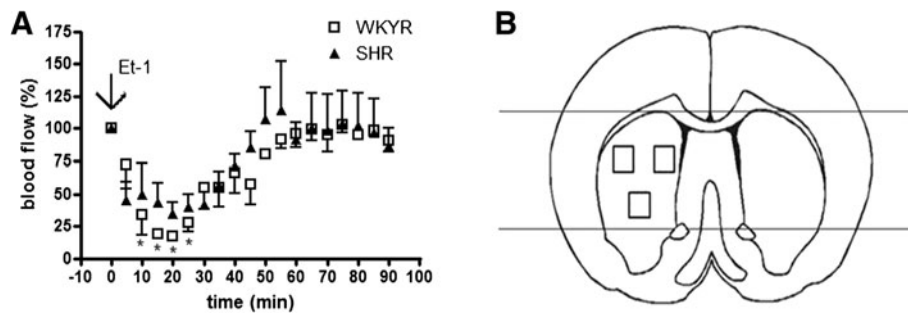 A
B
175
150
125
100
75
50
25
0
blood flow (%)
Et-1
WKYR
SHR
* * * *
-10 0 10 20 30 40 50 60 70 80 90 100
time (min)